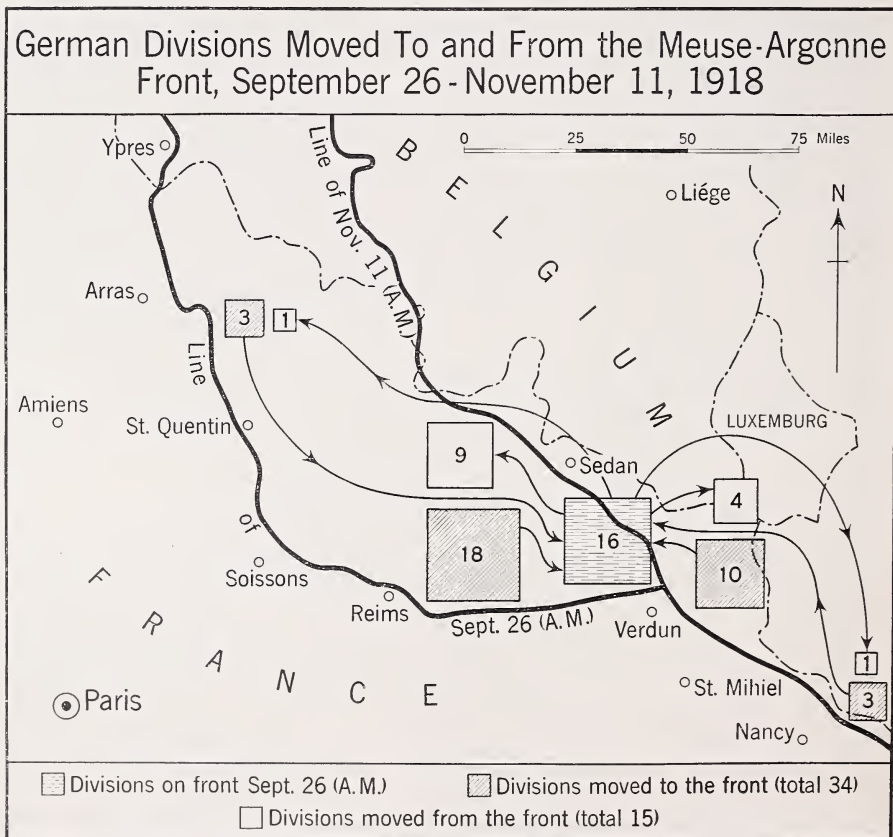 German Divisions Moved To and From the Meuse-Argonne
Front, September 26 - November 11, 1918
0 25 50 75 Miles
Ypres
Line of Nov. 11 (A.M.)
BELGIUM
Liége
N
Arras
3
1
Line of Sept. 26 (A.M.)
Amiens
St. Quentin
LUXEMBURG
9
Sedan
4
18
16
10
Soissons
Reims
Verdun
FRANCE
1
St. Mihiel
3
Paris
Nancy
Divisions on front Sept. 26 (A.M.)
Divisions moved to the front (total 34)
Divisions moved from the front (total 15)